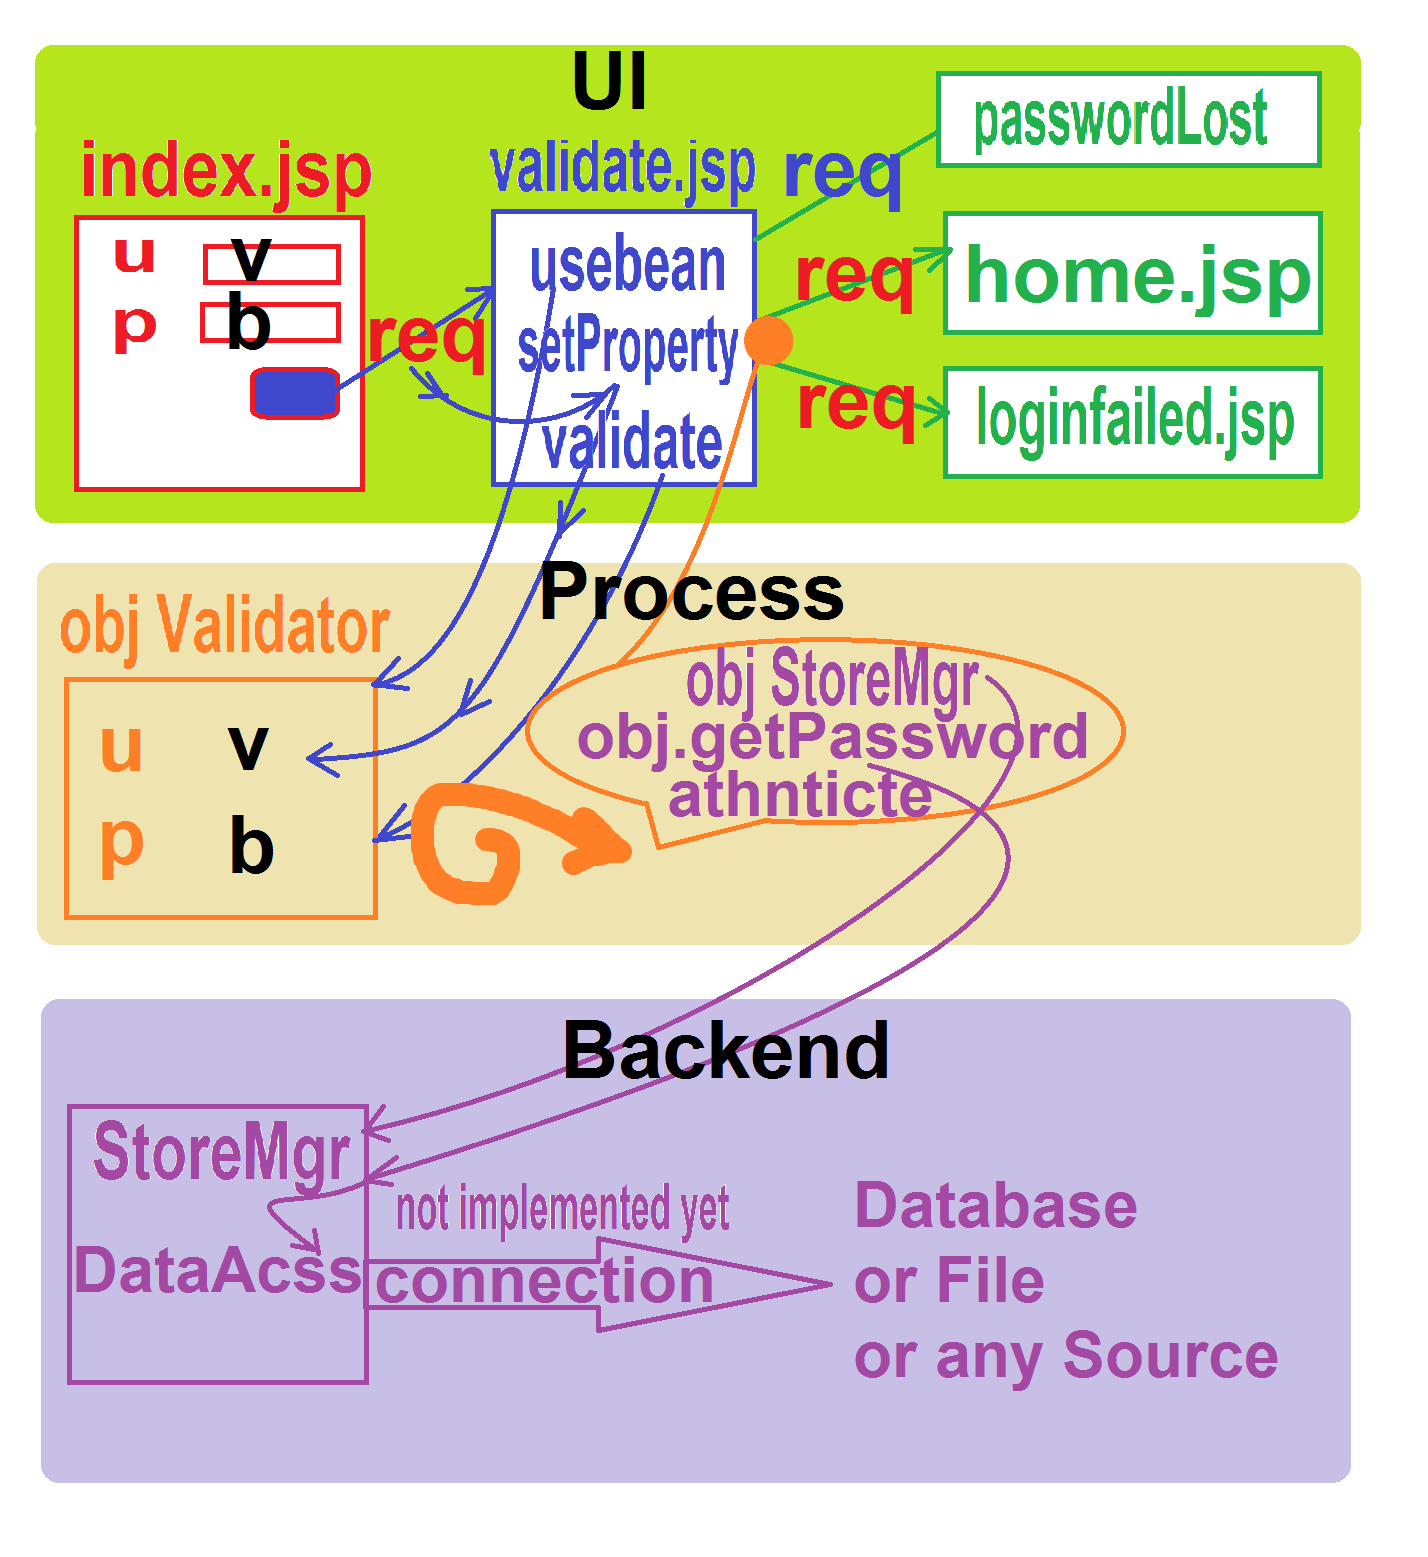 UI
index.jsp
u v
p b
req
validate.jsp
usebean
setProperty
validate
req
req
req
passwordLost
home.jsp
loginfailed.jsp
Process
obj Validator
u v
p b
obj StoreMgr
obj.getPassword
athnticte
Backend
StoreMgr
DataAcss
not implemented yet
connection
Database
or File
or any Source